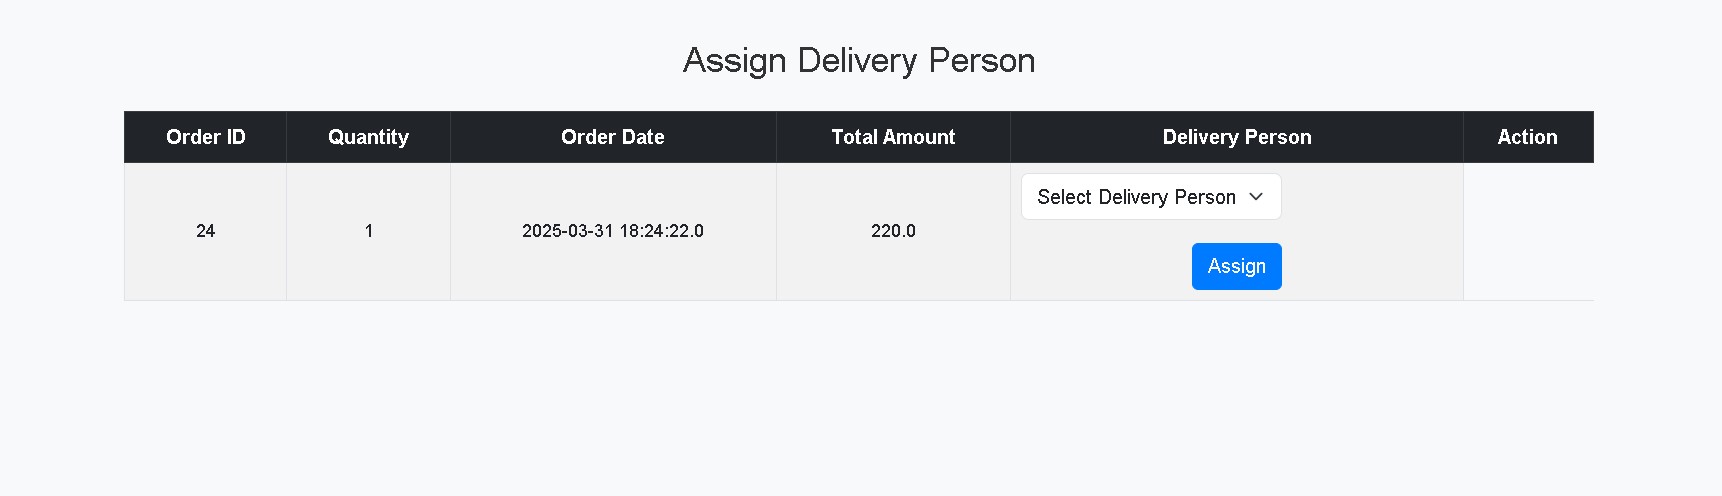 Assign Delivery Person
Order ID Quantity Order Date Total Amount Delivery Person Action
24 1 2025-03-31 18:24:22.0 220.0 Select Delivery Person
Assign